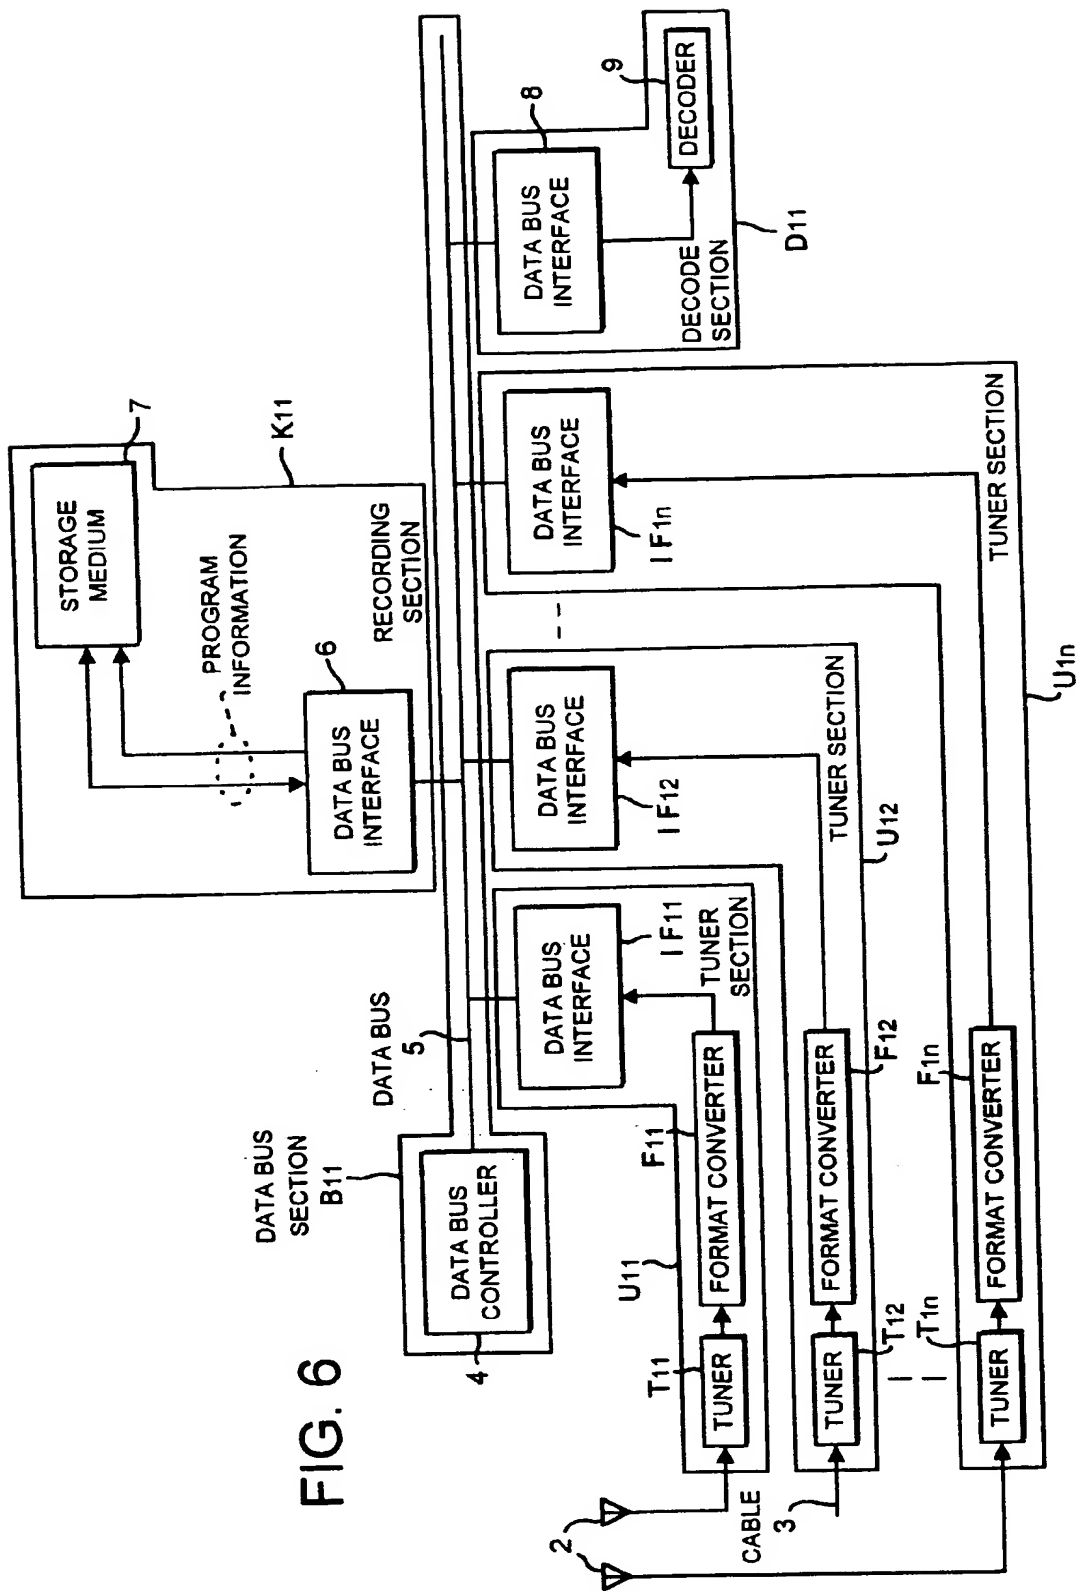 FIG. 6
DATA BUS
SECTION
B11
DATA BUS
5
DATA BUS
CONTROLLER
4
STORAGE
MEDIUM
7
K11
PROGRAM
INFORMATION
RECORDING
SECTION
DATA BUS
INTERFACE
6
DATA BUS
INTERFACE
IF11
TUNER
SECTION
U11
F11
FORMAT CONVERTER
T11
TUNER
DATA BUS
INTERFACE
IF12
TUNER SECTION
U12
F12
FORMAT CONVERTER
T12
TUNER
DATA BUS
INTERFACE
IF1n
TUNER SECTION
U1n
F1n
FORMAT CONVERTER
T1n
TUNER
DATA BUS
INTERFACE
8
DECODER
9
DECODE
SECTION
D11
2
CABLE
3